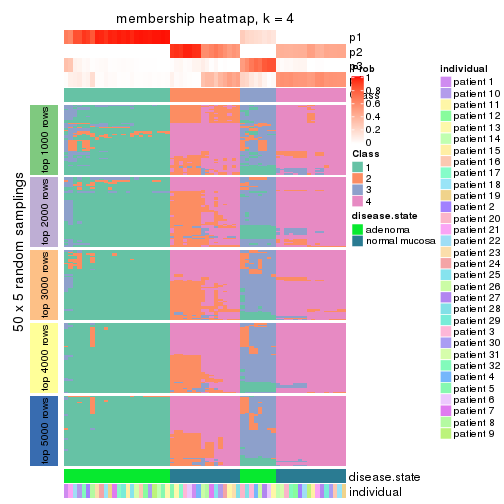 membership heatmap, k = 4
p1
p2
p3
Prob
1
0.8
0.6
0.4
0.2
0
Class
1
2
3
4
disease.state
adenoma
normal mucosa
individual
patient 1
patient 10
patient 11
patient 12
patient 13
patient 14
patient 15
patient 16
patient 17
patient 18
patient 19
patient 2
patient 20
patient 21
patient 22
patient 23
patient 24
patient 25
patient 26
patient 27
patient 28
patient 29
patient 3
patient 30
patient 31
patient 32
patient 4
patient 5
patient 6
patient 7
patient 8
patient 9
50 x 5 random samplings
top 1000 rows
top 2000 rows
top 3000 rows
top 4000 rows
top 5000 rows
disease.state
individual